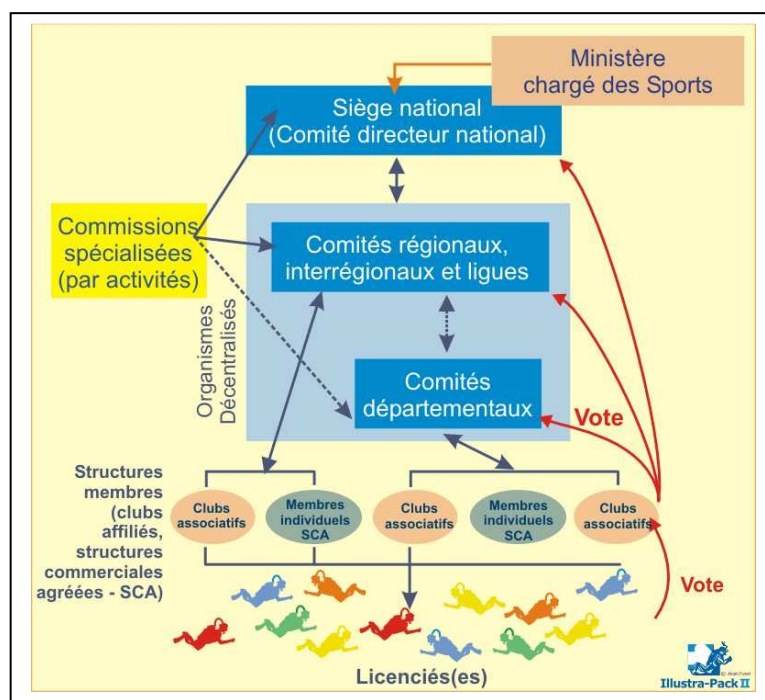 Ministère
chargé des Sports
Siège national
(Comité directeur national)
Commissions
spécialisées
(par activités)
Comités régionaux,
interrégionaux et ligues
Organismes
Décentralisés
Comités
départementaux
Vote
Structures
membres
(clubs
affiliés,
structures
commerciales
agréées - SCA)
Clubs
associatifs
Membres
individuels
SCA
Clubs
associatifs
Membres
individuels
SCA
Clubs
associatifs
Vote
Licenciés(es)
Illustra-Pack II